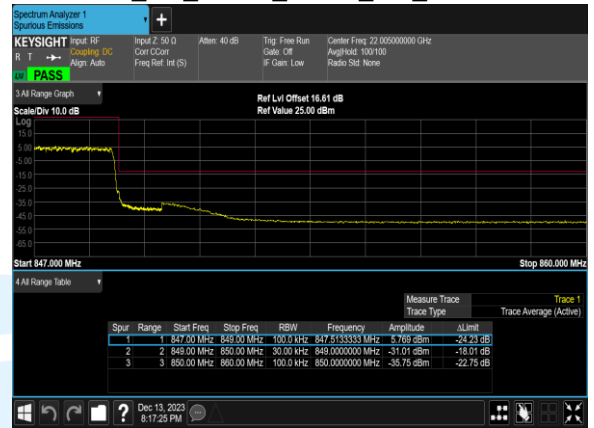 Spectrum Analyzer 1
Spurious Emissions
+
KEYSIGHT Input: RF Input Z: 50 Ω Atten: 40 dB Trig: Free Run Center Freq: 22.005000000 GHz
R T Coupling: DC Corr CCorr Gate: Off Avg|Hold: 100/100
Align: Auto Freq Ref: Int (S) IF Gain: Low Radio Std: None
PASS
3 All Range Graph
Ref Lvl Offset 16.61 dB
Scale/Div 10.0 dB Ref Value 25.00 dBm
Log
15.0
5.00
-5.00
-15.0
-25.0
-35.0
-45.0
-55.0
-65.0
Start 847.000 MHz Stop 860.000 MHz
4 All Range Table
Measure Trace Trace 1
Trace Type Trace Average (Active)
Spur Range Start Freq Stop Freq RBW Frequency Amplitude ΔLimit
1 1 847.00 MHz 849.00 MHz 100.0 kHz 847.5133333 MHz 5.769 dBm -24.23 dB
2 2 849.00 MHz 850.00 MHz 30.00 kHz 849.0000000 MHz -31.01 dBm -18.01 dB
3 3 850.00 MHz 860.00 MHz 100.0 kHz 850.0000000 MHz -35.75 dBm -22.75 dB
? Dec 13, 2023
8:17:25 PM